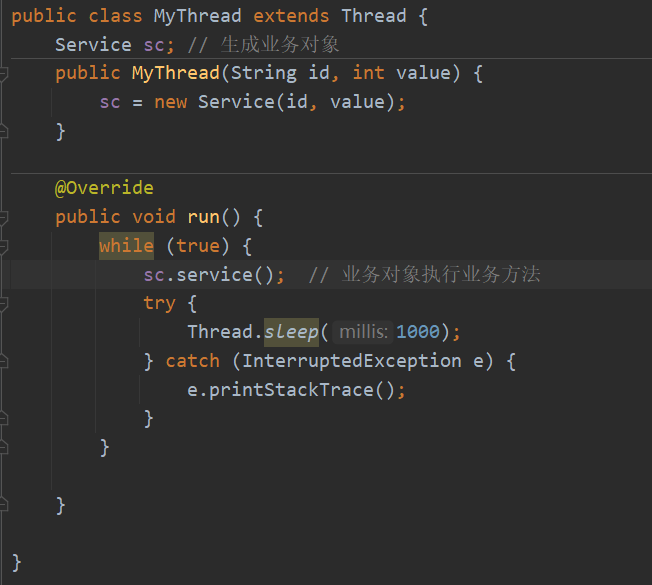 public class MyThread extends Thread {
    Service sc; // 生成业务对象
    public MyThread(String id, int value) {
        sc = new Service(id, value);
    }
    @Override
    public void run() {
        while (true) {
            sc.service();  // 业务对象执行业务方法
            try {
                Thread.sleep( millis: 1000);
            } catch (InterruptedException e) {
                e.printStackTrace();
            }
        }
    }
}